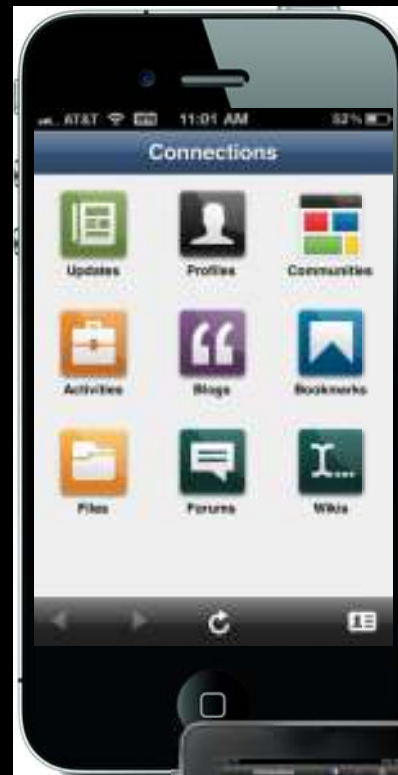 AT&T 11:01 AM 52%
Connections
Updates Profiles Communities
Activities Blogs Bookmarks
Files Forums Wikis